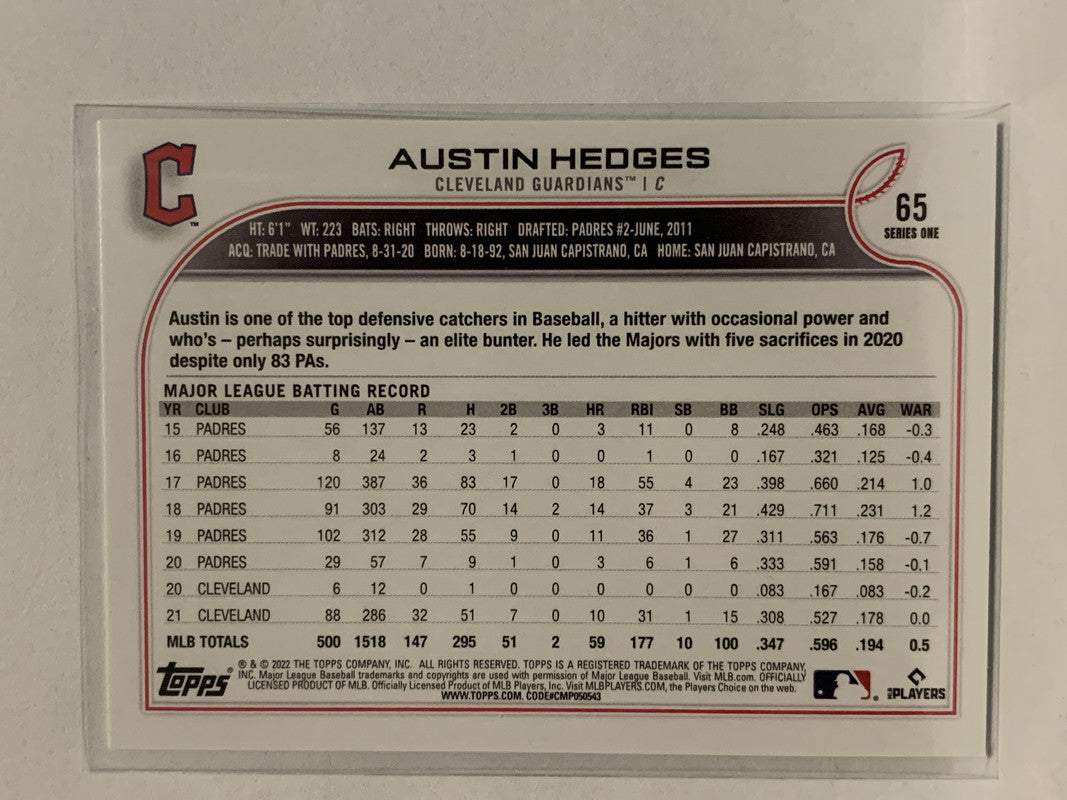 C™
AUSTIN HEDGES
CLEVELAND GUARDIANS™ | C
65
SERIES ONE
HT: 6'1" WT: 223 BATS: RIGHT THROWS: RIGHT DRAFTED: PADRES #2-JUNE, 2011
ACQ: TRADE WITH PADRES, 8-31-20 BORN: 8-18-92, SAN JUAN CAPISTRANO, CA HOME: SAN JUAN CAPISTRANO, CA
Austin is one of the top defensive catchers in Baseball, a hitter with occasional power and
who's – perhaps surprisingly – an elite bunter. He led the Majors with five sacrifices in 2020
despite only 83 PAs.
MAJOR LEAGUE BATTING RECORD
YR CLUB G AB R H 2B 3B HR RBI SB BB SLG OPS AVG WAR
15 PADRES 56 137 13 23 2 0 3 11 0 8 .248 .463 .168 -0.3
16 PADRES 8 24 2 3 1 0 0 1 0 0 .167 .321 .125 -0.4
17 PADRES 120 387 36 83 17 0 18 55 4 23 .398 .660 .214 1.0
18 PADRES 91 303 29 70 14 2 14 37 3 21 .429 .711 .231 1.2
19 PADRES 102 312 28 55 9 0 11 36 1 27 .311 .563 .176 -0.7
20 PADRES 29 57 7 9 1 0 3 6 1 6 .333 .591 .158 -0.1
20 CLEVELAND 6 12 0 1 0 0 0 0 0 0 .083 .167 .083 -0.2
21 CLEVELAND 88 286 32 51 7 0 10 31 1 15 .308 .527 .178 0.0
MLB TOTALS 500 1518 147 295 51 2 59 177 10 100 .347 .596 .194 0.5
Topps®
® & © 2022 THE TOPPS COMPANY, INC. ALL RIGHTS RESERVED. TOPPS IS A REGISTERED TRADEMARK OF THE TOPPS COMPANY,
INC. Major League Baseball trademarks and copyrights are used with permission of Major League Baseball. Visit MLB.com. OFFICIALLY
LICENSED PRODUCT OF MLB. Officially Licensed Product of MLB Players, Inc. Visit MLBPLAYERS.COM, the Players Choice on the web.
WWW.TOPPS.COM. CODE#CMP050543
MLB PLAYERS